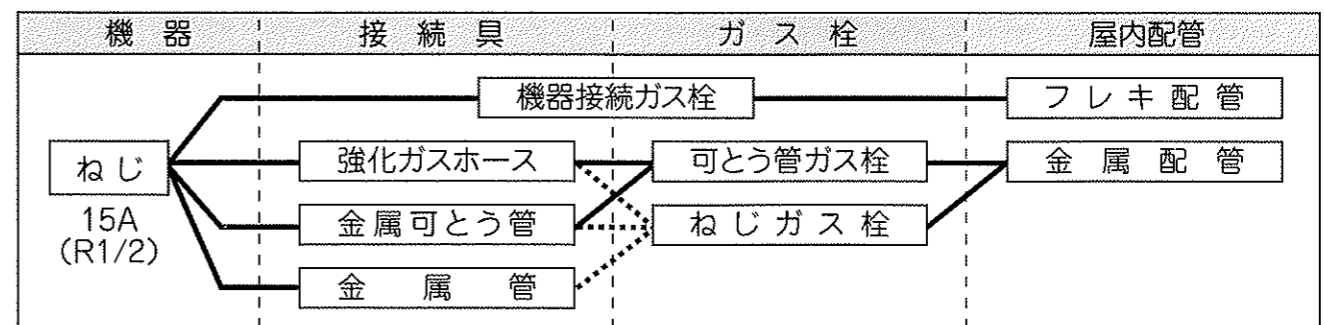 機器 接続具 ガス栓 屋内配管
機器接続ガス栓 フレキ配管
ねじ 強化ガスホース 可とう管ガス栓 金属配管
15A 金属可とう管 ねじガス栓
(R1/2)
金属管